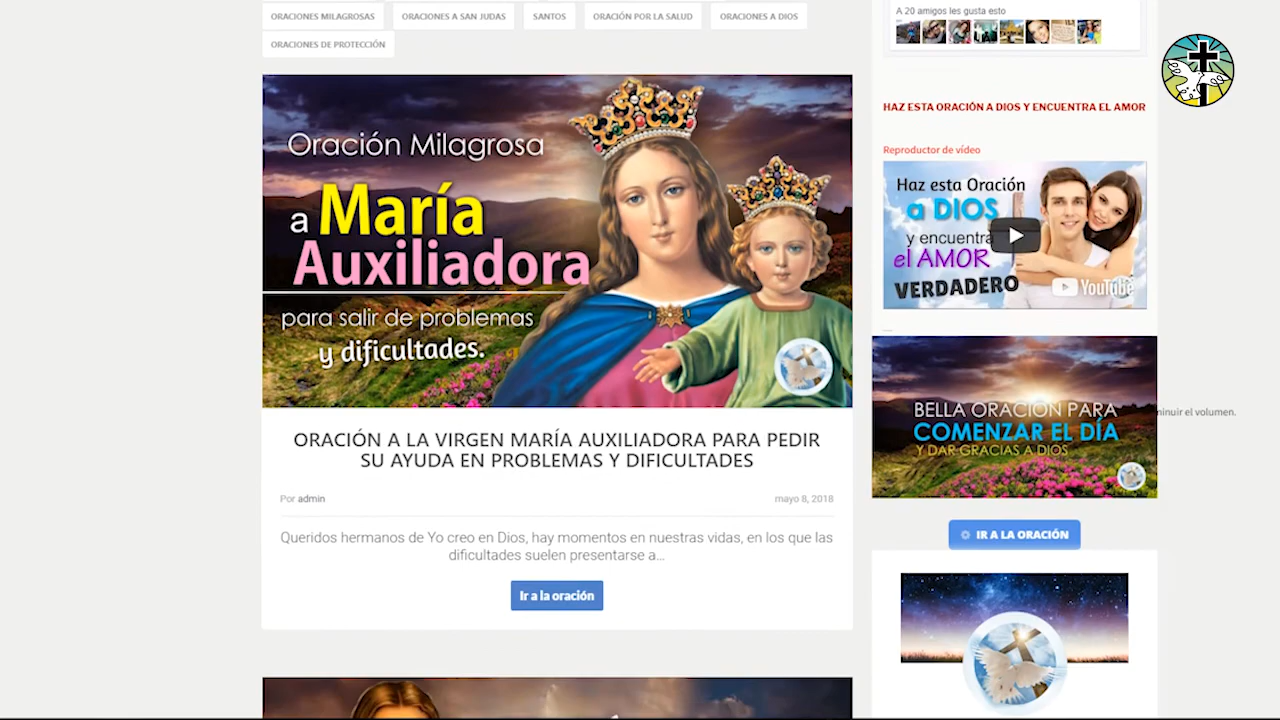 ORACIONES MILAGROSAS
ORACIONES A SAN JUDAS
SANTOS
ORACIÓN POR LA SALUD
ORACIONES A DIOS
ORACIONES DE PROTECCIÓN
Oración Milagrosa
a María
Auxiliadora
para salir de problemas
y dificultades.
ORACIÓN A LA VIRGEN MARÍA AUXILIADORA PARA PEDIR
SU AYUDA EN PROBLEMAS Y DIFICULTADES
Por admin
mayo 8, 2018
Queridos hermanos de Yo creo en Dios, hay momentos en nuestras vidas, en los que las
dificultades suelen presentarse a...
Ir a la oración
A 20 amigos les gusta esto
HAZ ESTA ORACIÓN A DIOS Y ENCUENTRA EL AMOR
Reproductor de vídeo
Haz esta Oración
a DIOS
y encuentra
el AMOR
VERDADERO
YouTube
BELLA ORACIÓN PARA
COMENZAR EL DÍA
Y DAR GRACIAS A DIOS
el volumen.
IR A LA ORACIÓN